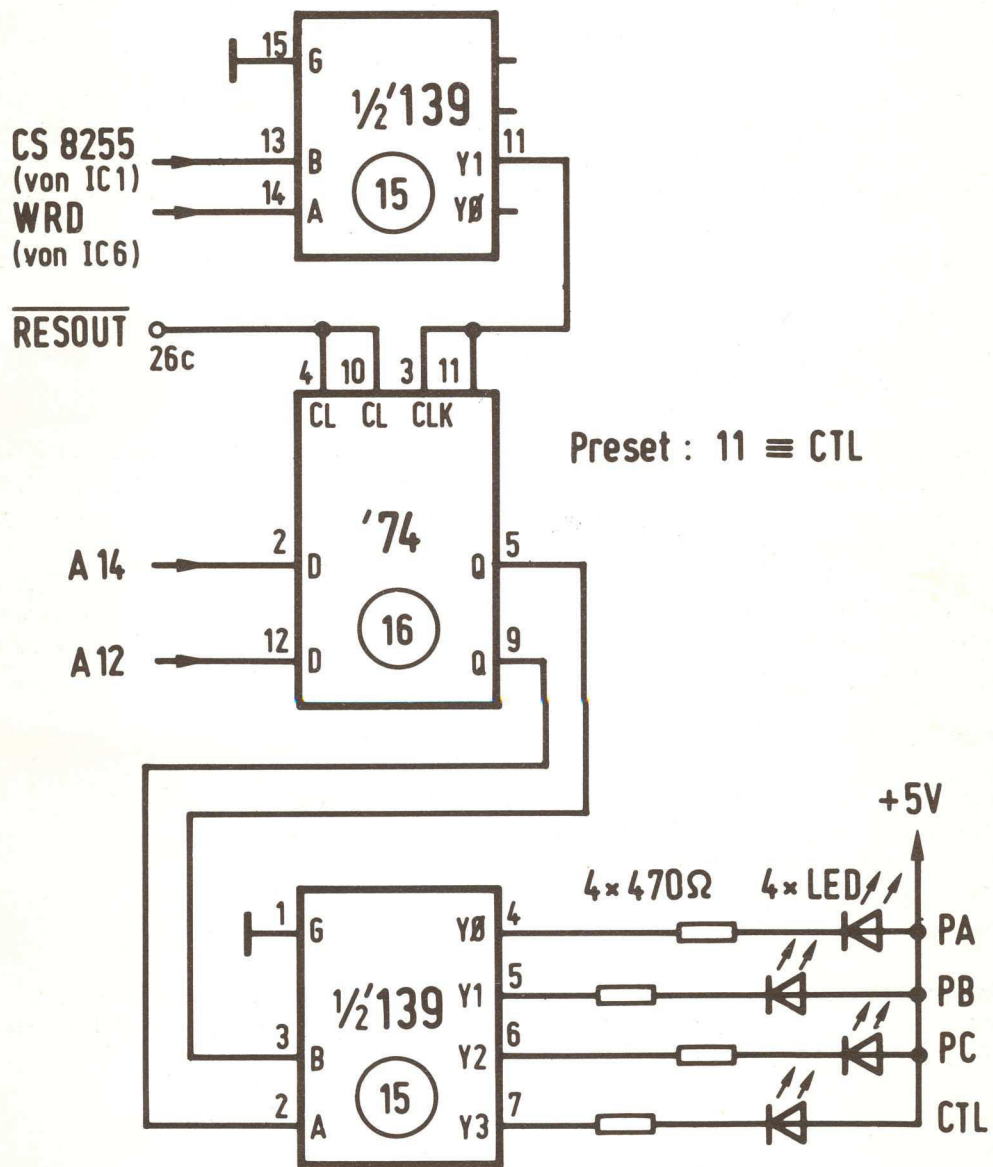 15
G
½'139
CS 8255
(von IC1)
13
B
Y1
11
15
WRD
(von IC6)
14
A
YØ
RESOUT
26c
4
10
3
11
CL
CL
CLK
Preset : 11 ≡ CTL
'74
A14
2
D
Q
5
16
A12
12
D
Q
9
+5V
4×470Ω
4×LED
1
G
YØ
4
PA
½'139
Y1
5
PB
3
B
Y2
6
PC
15
2
A
Y3
7
CTL